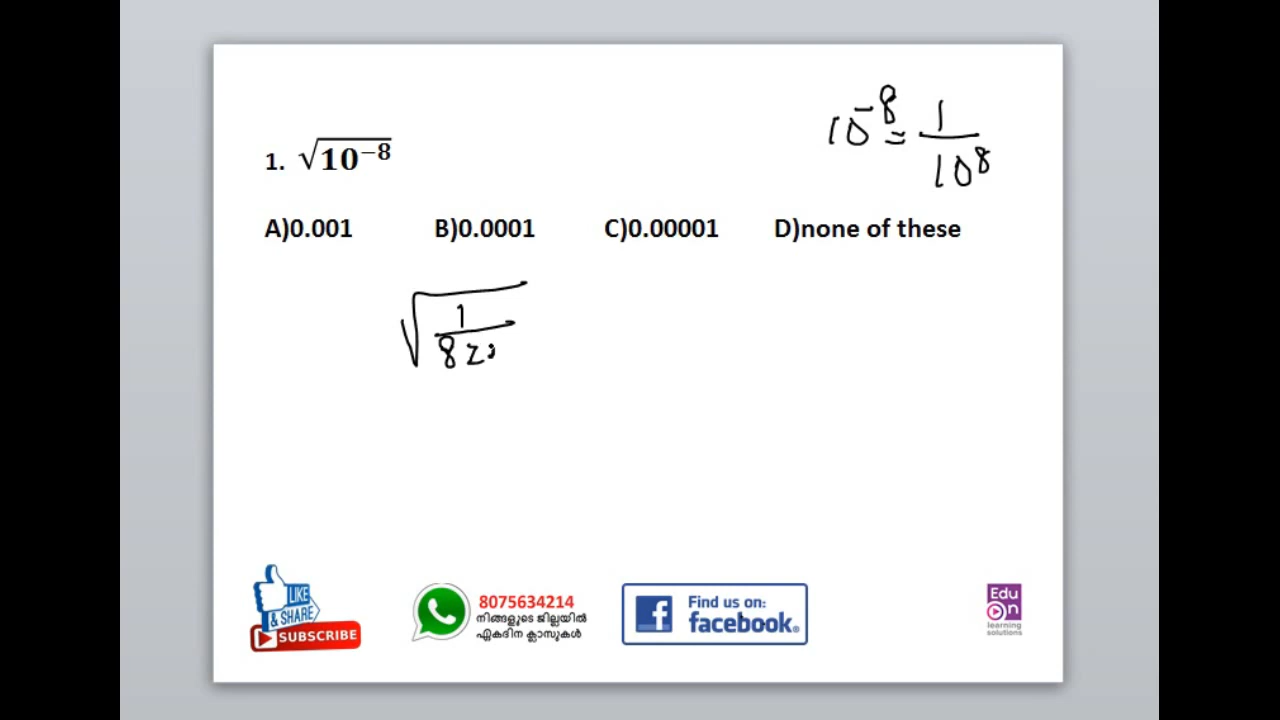 10⁻⁸ = 1/10⁸
1. √10⁻⁸
A)0.001 B)0.0001 C)0.00001 D)none of these
√1/8
LIKE
& SHARE
SUBSCRIBE
8075634214
നിങ്ങളുടെ ജില്ലയിൽ
ഏകദിന ക്ലാസുകൾ
Find us on:
facebook.
Edu
On
learning
solutions